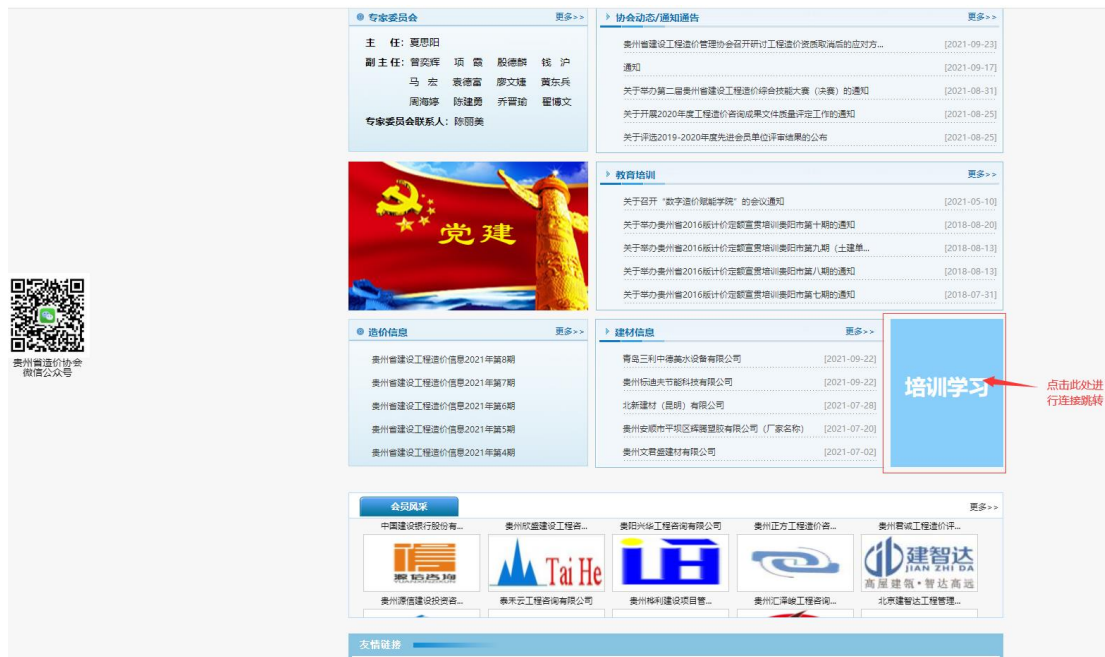 专家委员会 更多>>
主 任：夏思阳
副主任：曾奕辉 项 霞 殷德麟 钱 沪
马 宏 袁德富 廖文婕 黄东兵
周海婷 陈建勇 乔晋瑜 翟博文
专家委员会联系人：陈丽美
协会动态/通知通告 更多>>
贵州省建设工程造价管理协会召开研讨工程造价资质取消后的应对方... [2021-09-23]
通知 [2021-09-17]
关于举办第二届贵州省建设工程造价综合技能大赛（决赛）的通知 [2021-08-31]
关于开展2020年度工程造价咨询成果文件质量评定工作的通知 [2021-08-25]
关于评选2019-2020年度先进会员单位评审结果的公布 [2021-08-25]
党建
教育培训 更多>>
关于召开“数字造价赋能学院”的会议通知 [2021-05-10]
关于举办贵州省2016版计价定额宣贯培训贵阳市第十期的通知 [2018-08-20]
关于举办贵州省2016版计价定额宣贯培训贵阳市第九期（土建单... [2018-08-13]
关于举办贵州省2016版计价定额宣贯培训贵阳市第八期的通知 [2018-08-13]
关于举办贵州省2016版计价定额宣贯培训贵阳市第七期的通知 [2018-07-31]
贵州省造价协会
微信公众号
造价信息 更多>>
贵州省建设工程造价信息2021年第8期
贵州省建设工程造价信息2021年第7期
贵州省建设工程造价信息2021年第6期
贵州省建设工程造价信息2021年第5期
贵州省建设工程造价信息2021年第4期
建材信息 更多>>
青岛三利中德美水设备有限公司 [2021-09-22]
贵州标迪夫节能科技有限公司 [2021-09-22]
北新建材（昆明）有限公司 [2021-07-28]
贵州安顺市平坝区辉腾塑胶有限公司（厂家名称） [2021-07-20]
贵州文君盛建材有限公司 [2021-07-02]
培训学习
点击此处进
行连接跳转
会员风采 更多>>
中国建设银行股份有... 贵州欣盛建设工程咨... 贵阳兴华工程咨询有限公司 贵州正方工程造价咨... 贵州君诚工程造价评...
源信咨询
YUANXINZIXUN
Tai He
建智达
JIAN ZHI DA
高屋建瓴·智达高远
贵州源信建设投资咨... 泰禾云工程咨询有限公司 贵州桦利建设项目管... 贵州汇泽峻工程咨询... 北京建智达工程管理...
友情链接